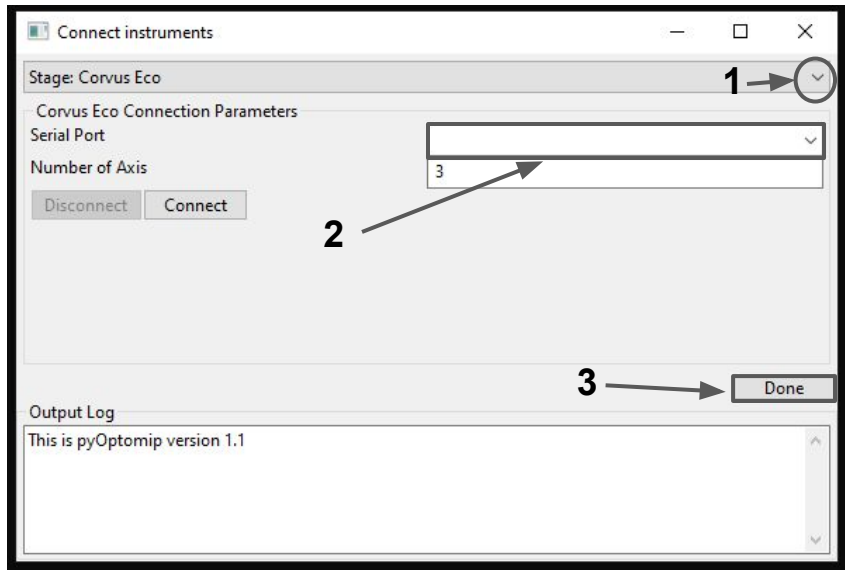 Connect instruments
Stage: Corvus Eco
1
Corvus Eco Connection Parameters
Serial Port
Number of Axis
3
Disconnect Connect
2
3
Done
Output Log
This is pyOptomip version 1.1